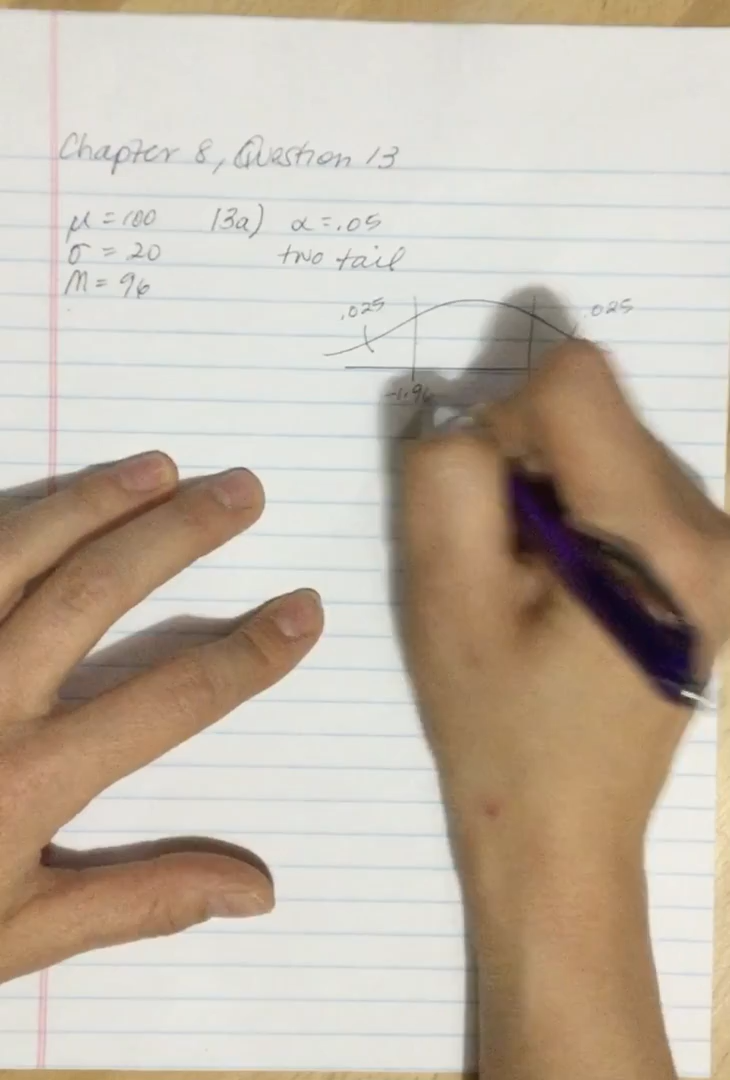 Chapter 8, Question 13
μ = 100 13a) α = .05
σ = 20 two tail
M = 96
.025 .025
-1.96